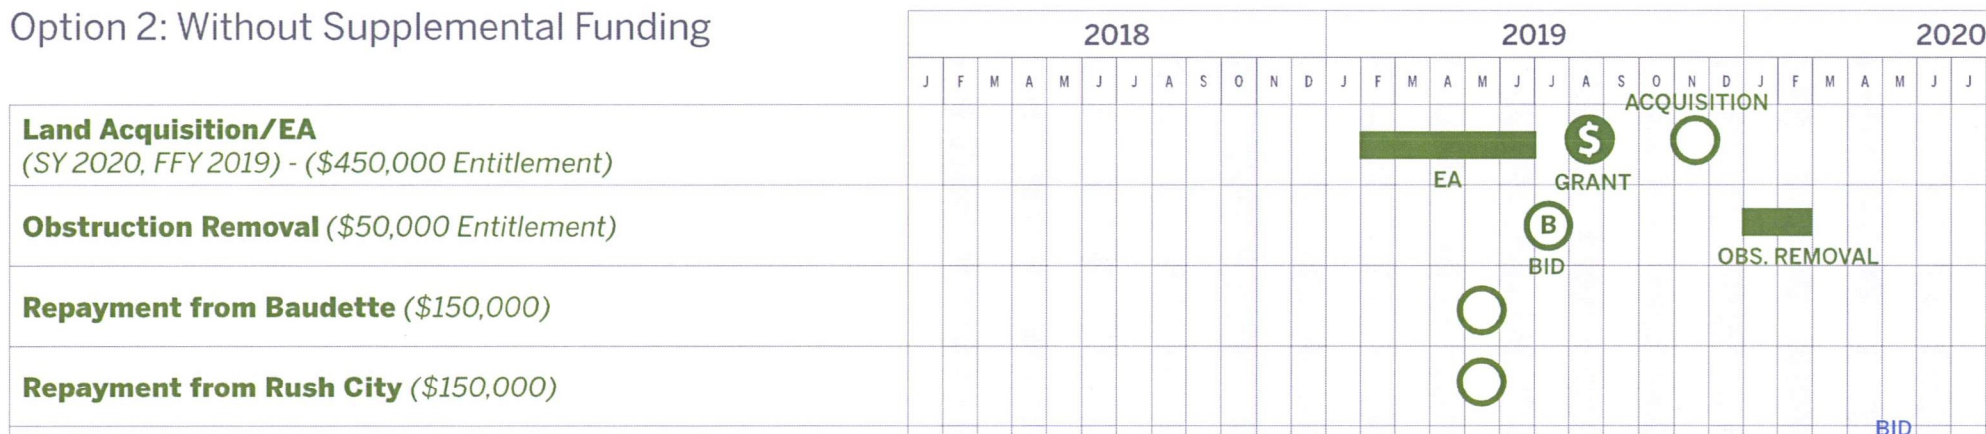 Option 2: Without Supplemental Funding
2018 2019 2020
J F M A M J J A S O N D J F M A M J J A S O N D J F M A M J J
ACQUISITION
Land Acquisition/EA
$
(SY 2020, FFY 2019) - ($450,000 Entitlement)
EA GRANT
Obstruction Removal ($50,000 Entitlement)
B
BID OBS. REMOVAL
Repayment from Baudette ($150,000)
Repayment from Rush City ($150,000)
BID